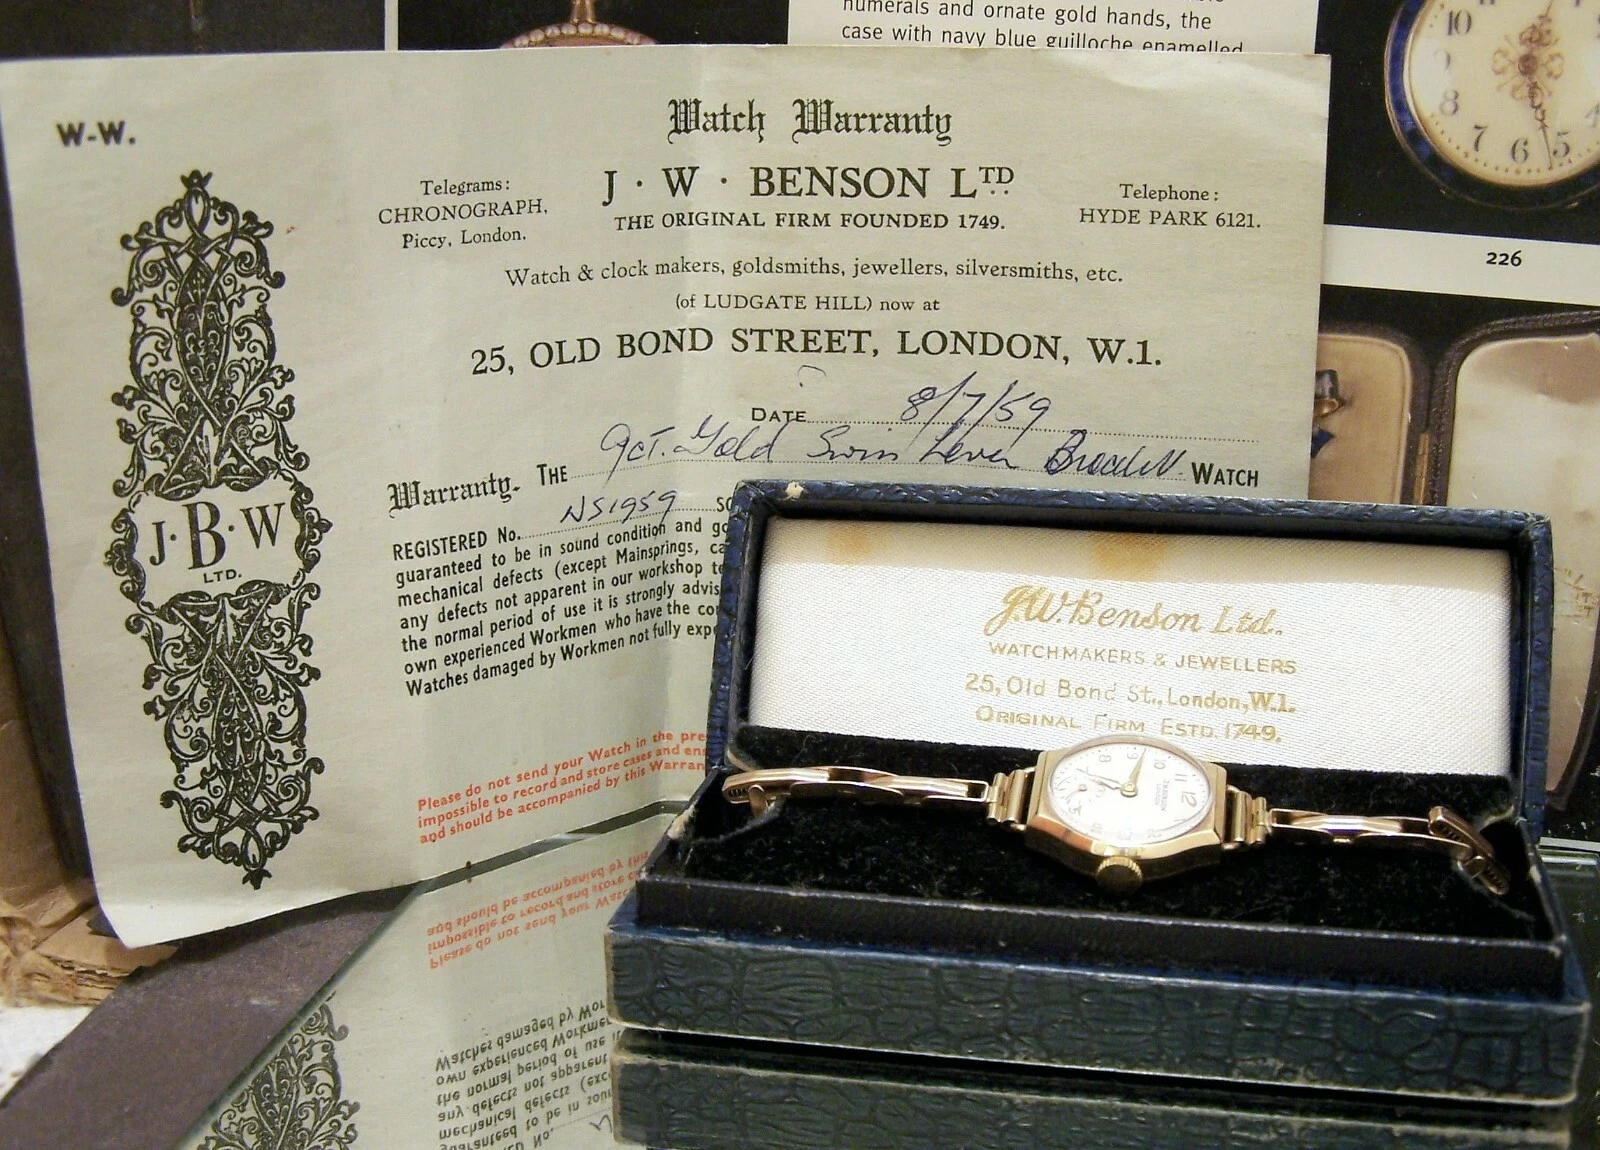 numerals and ornate gold hands, the
case with navy blue guilloche enamelled
226
W-W.
Watch Warranty
Telegrams:
CHRONOGRAPH,
Piccy, London.
J · W · BENSON LTD
THE ORIGINAL FIRM FOUNDED 1749.
Telephone:
HYDE PARK 6121.
Watch & clock makers, goldsmiths, jewellers, silversmiths, etc.
(of LUDGATE HILL) now at
25, OLD BOND STREET, LONDON, W.1.
DATE 8/7/59
Warranty. THE 9ct. Gold Swiss Lever Bracelet WATCH
REGISTERED No. NS1959
guaranteed to be in sound condition and
mechanical defects (except Mainsprings,
any defects not apparent in our workshop
the normal period of use it is strongly
own experienced Workmen who have the
Watches damaged by Workmen not fully
J·B·W
LTD.
Please do not send your Watch in the
impossible to record and store cases and
and should be accompanied by this
J.W. Benson Ltd.
WATCHMAKERS & JEWELLERS
25, Old Bond St., London, W.1.
ORIGINAL FIRM ESTD. 1749.